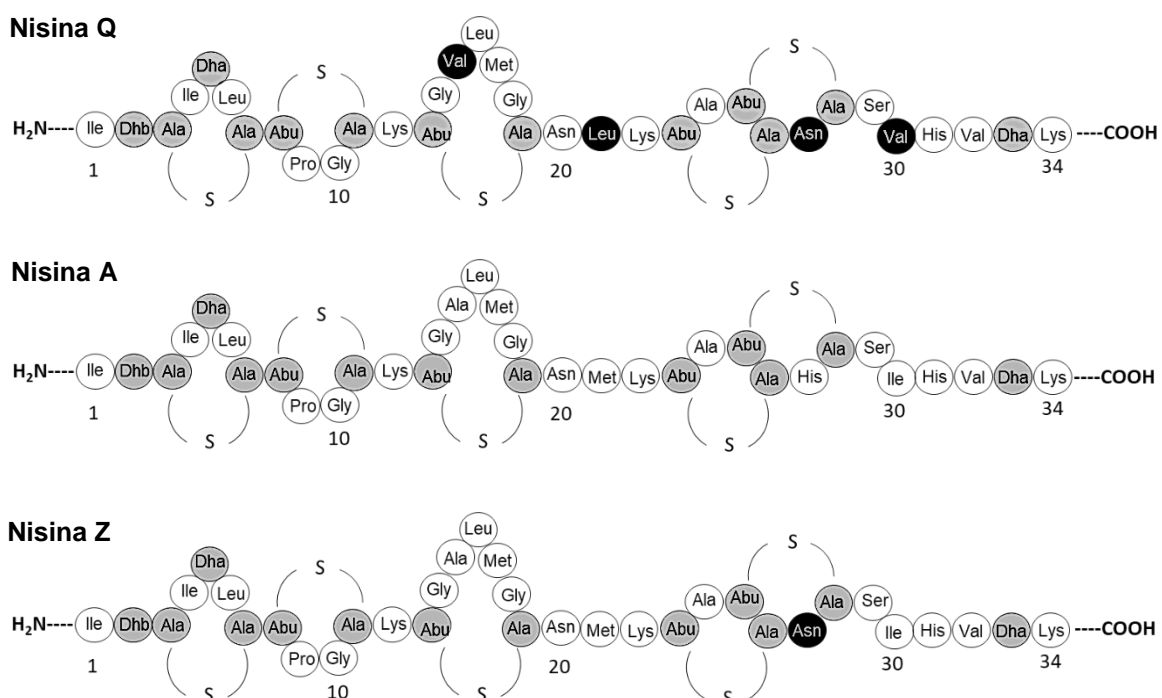 Nisina Q
Leu
S
Val Met
Dha S
Ile Leu Gly Gly Ala Abu Ala Ser
H₂N---- Ile Dhb Ala Ala Abu Ala Lys Abu Ala Asn Leu Lys Abu Ala Asn Val His Val Dha Lys ----COOH
Pro Gly
1 10 20 30 34
S S S
Nisina A
Leu
S
Ala Met
Dha S
Ile Leu Gly Gly Ala Abu Ala Ser
H₂N---- Ile Dhb Ala Ala Abu Ala Lys Abu Ala Asn Met Lys Abu Ala His Ile His Val Dha Lys ----COOH
Pro Gly
1 10 20 30 34
S S S
Nisina Z
Leu
S
Ala Met
Dha S
Ile Leu Gly Gly Ala Abu Ala Ser
H₂N---- Ile Dhb Ala Ala Abu Ala Lys Abu Ala Asn Met Lys Abu Ala Asn Ile His Val Dha Lys ----COOH
Pro Gly
1 10 20 30 34
S S S